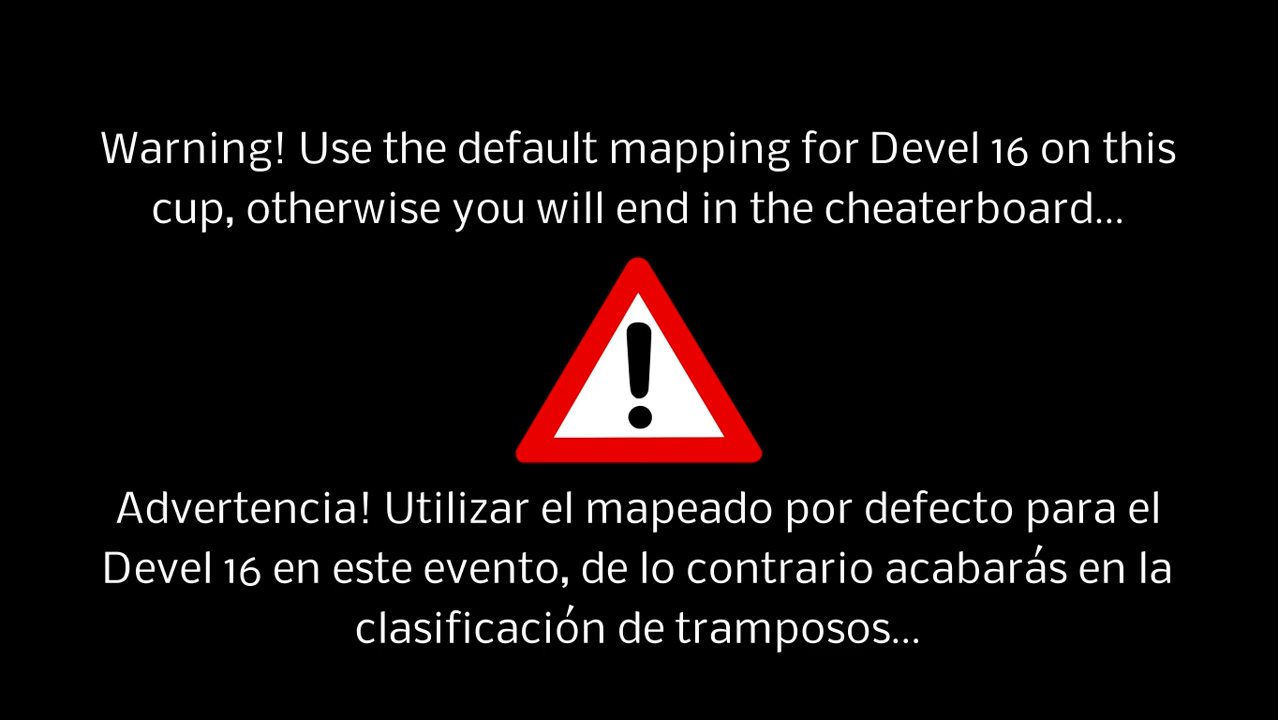 Warning! Use the default mapping for Devel 16 on this
cup, otherwise you will end in the cheaterboard...
Advertencia! Utilizar el mapeado por defecto para el
Devel 16 en este evento, de lo contrario acabarás en la
clasificación de tramposos...